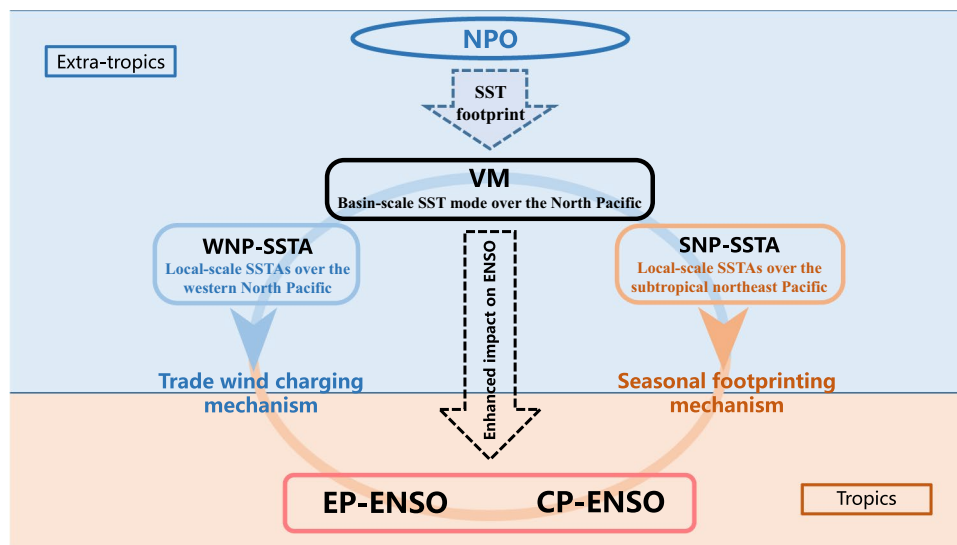 NPO
Extra-tropics
SST
footprint
VM
Basin-scale SST mode over the North Pacific
WNP-SSTA
Local-scale SSTAs over the
western North Pacific
SNP-SSTA
Local-scale SSTAs over the
subtropical northeast Pacific
Enhanced impact on ENSO
Trade wind charging
mechanism
Seasonal footprinting
mechanism
EP-ENSO
CP-ENSO
Tropics